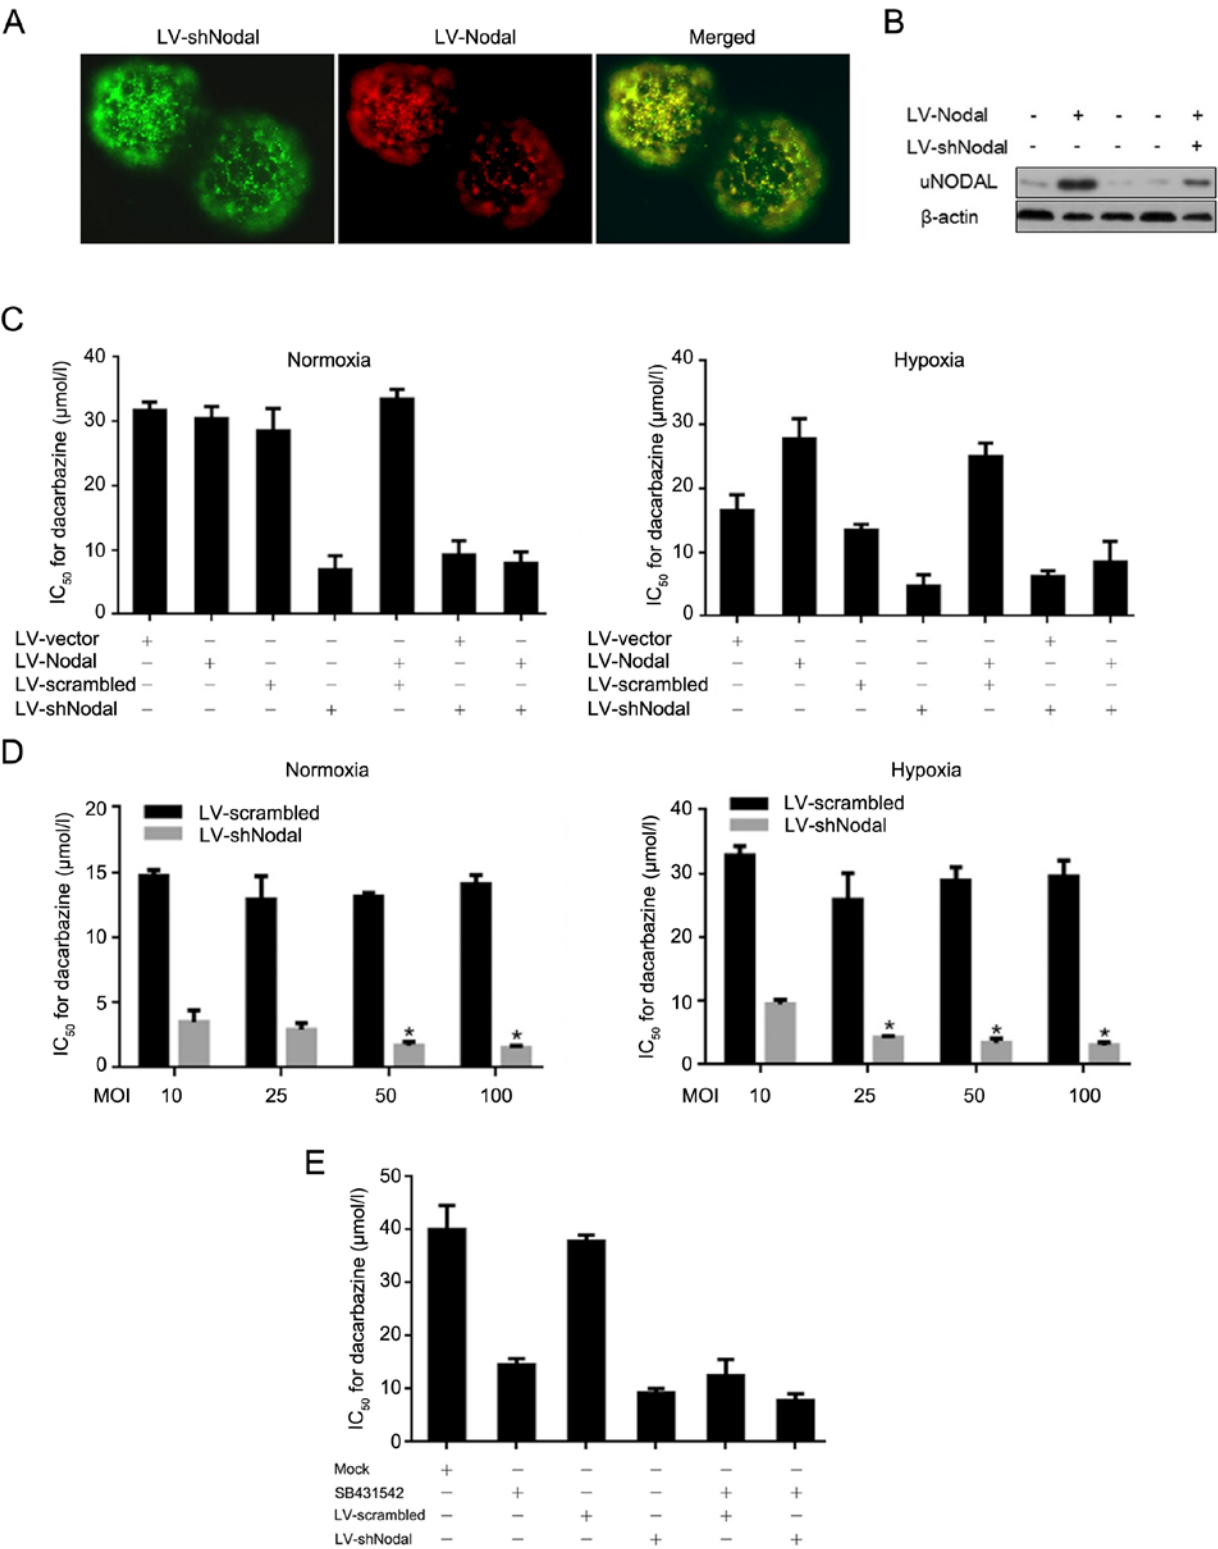 A
LV-shNodal LV-Nodal Merged
B
LV-Nodal - + - - +
LV-shNodal - - - - +
uNODAL
β-actin
C
Normoxia
IC50 for dacarbazine (µmol/l)
40
30
20
10
0
LV-vector + − − − − + −
LV-Nodal − + − − + − +
LV-scrambled − − + − + − −
LV-shNodal − − − + − + +
Hypoxia
IC50 for dacarbazine (µmol/l)
40
30
20
10
0
LV-vector + − − − − + −
LV-Nodal − + − − + − +
LV-scrambled − − + − + − −
LV-shNodal − − − + − + +
D
Normoxia
LV-scrambled
LV-shNodal
IC50 for dacarbazine (µmol/l)
20
15
10
5
0
* *
MOI 10 25 50 100
Hypoxia
LV-scrambled
LV-shNodal
IC50 for dacarbazine (µmol/l)
40
30
20
10
0
* * *
MOI 10 25 50 100
E
IC50 for dacarbazine (µmol/l)
50
40
30
20
10
0
Mock + − − − − −
SB431542 − + − − + +
LV-scrambled − − + − + −
LV-shNodal − − − + − +